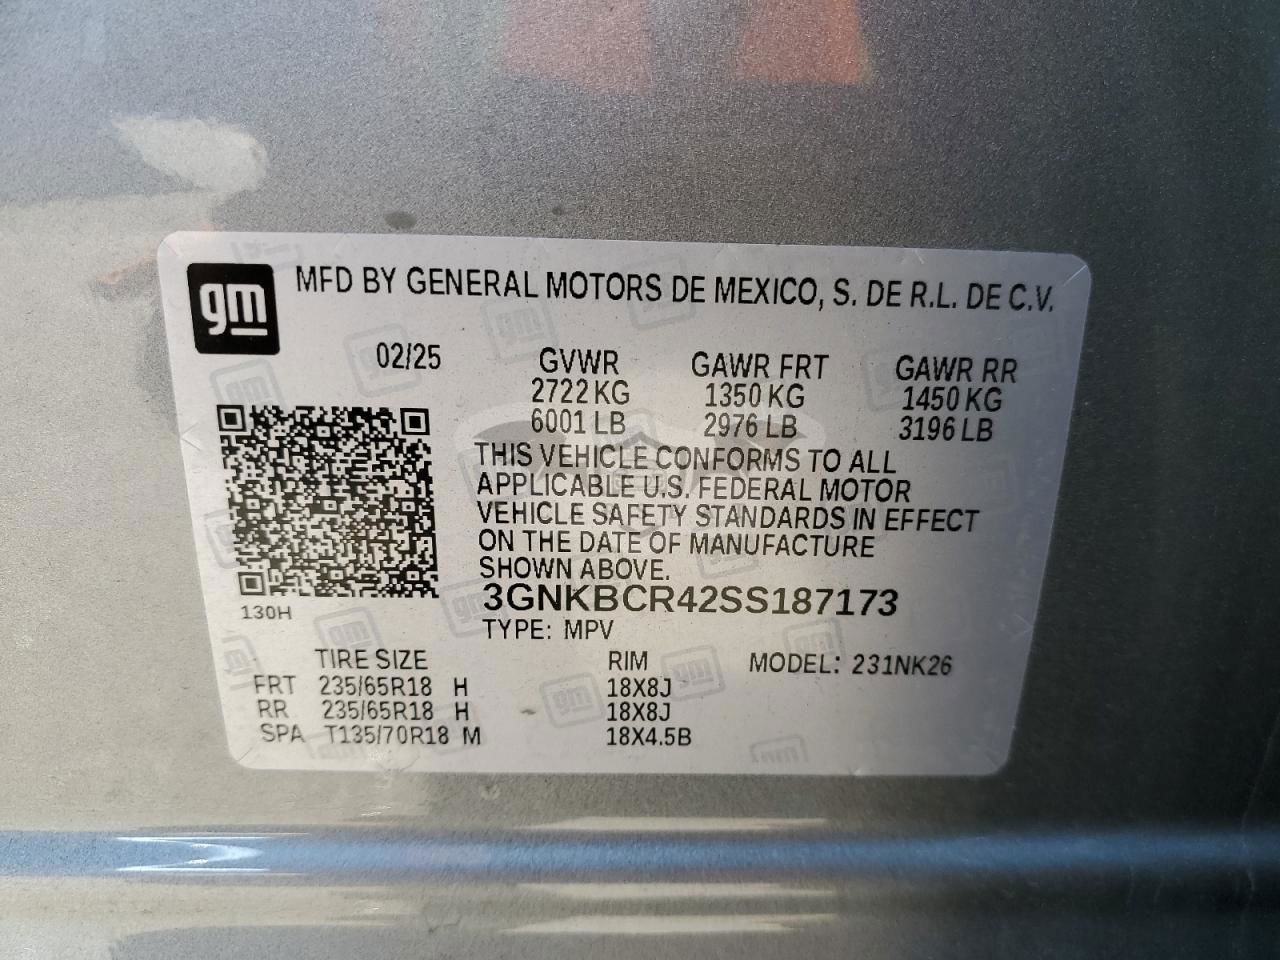 gm MFD BY GENERAL MOTORS DE MEXICO, S. DE R.L. DE C.V.
02/25 GVWR GAWR FRT GAWR RR
2722 KG 1350 KG 1450 KG
6001 LB 2976 LB 3196 LB
THIS VEHICLE CONFORMS TO ALL
APPLICABLE U.S. FEDERAL MOTOR
VEHICLE SAFETY STANDARDS IN EFFECT
ON THE DATE OF MANUFACTURE
SHOWN ABOVE.
130H 3GNKBCR42SS187173
TYPE: MPV
TIRE SIZE RIM MODEL: 231NK26
FRT 235/65R18 H 18X8J
RR 235/65R18 H 18X8J
SPA T135/70R18 M 18X4.5B